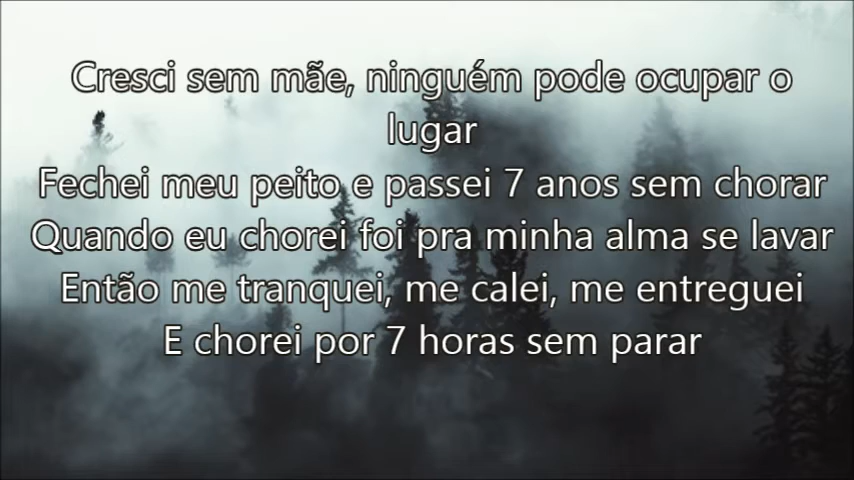 Cresci sem mãe, ninguém pode ocupar o
lugar
Fechei meu peito e passei 7 anos sem chorar
Quando eu chorei foi pra minha alma se lavar
Então me tranquei, me calei, me entreguei
E chorei por 7 horas sem parar